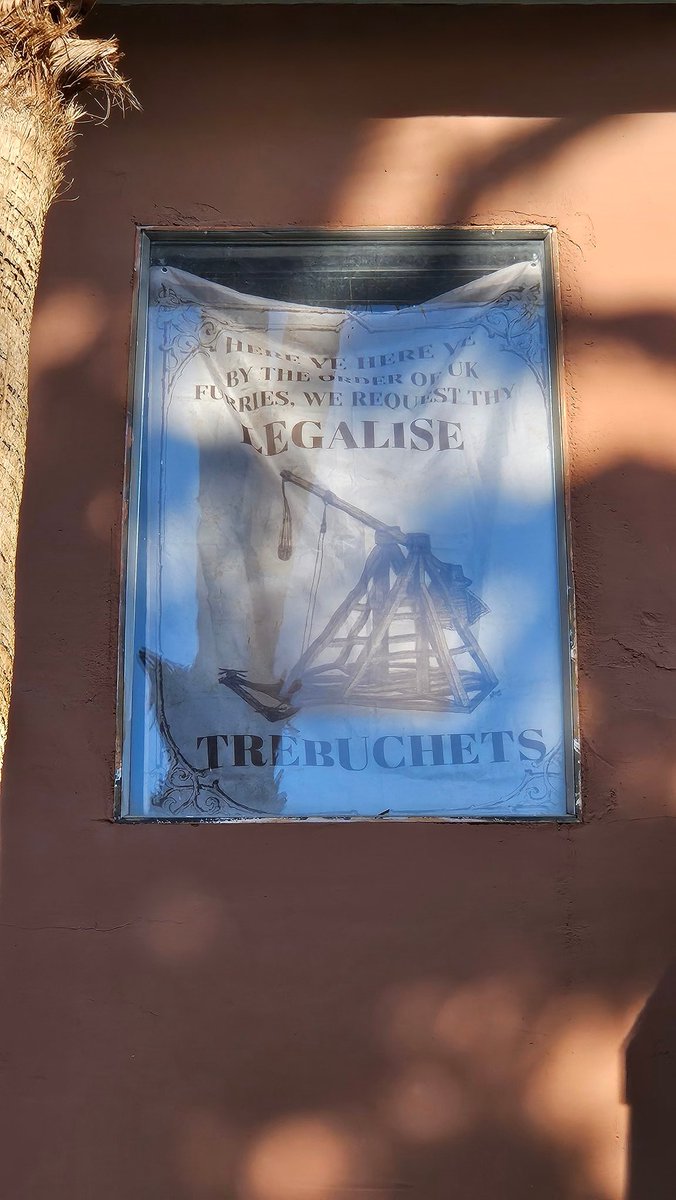 HERE YE HERE YE
BY THE ORDER OF UK
FURRIES, WE REQUEST THY
LEGALISE
TREBUCHETS